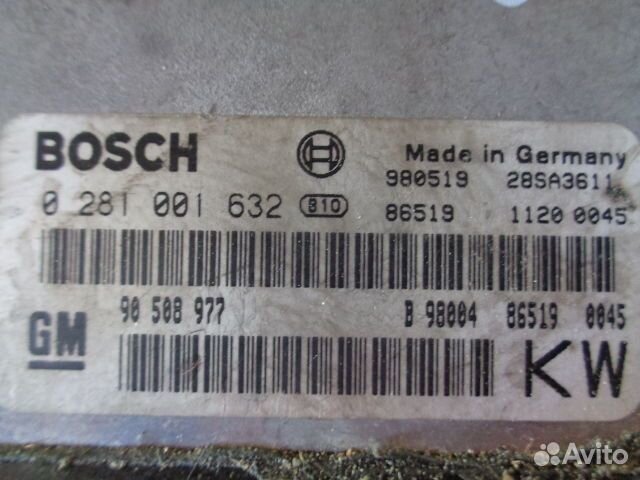 BOSCH Made in Germany
980519 28SA3611
0 281 001 632 B10 86519 1120 0045
90 508 977 B 98004 86519 0045
GM KW
Avito